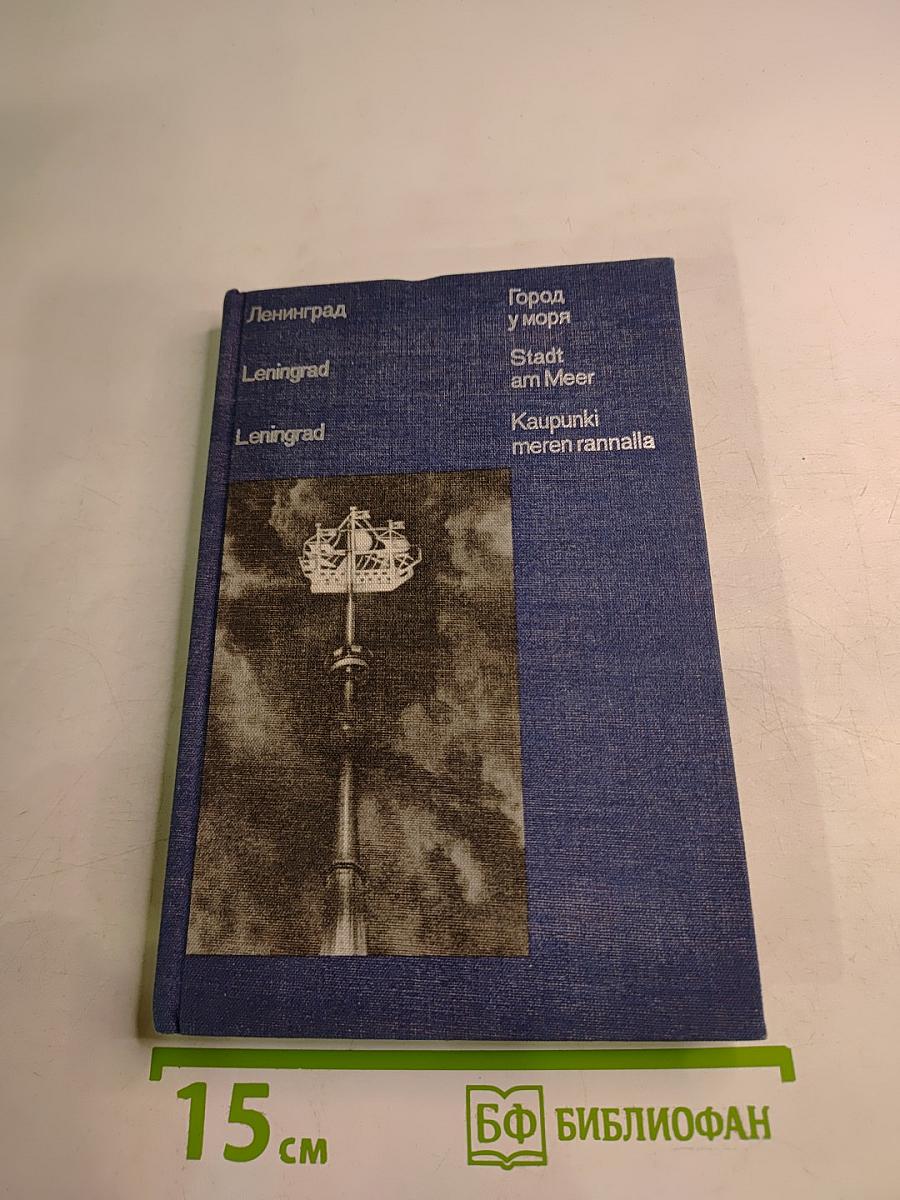 Ленинград
Город
у моря
Leningrad
Stadt
am Meer
Leningrad
Kaupunki
meren rannalla
15 см
БФ БИБЛИОФАН